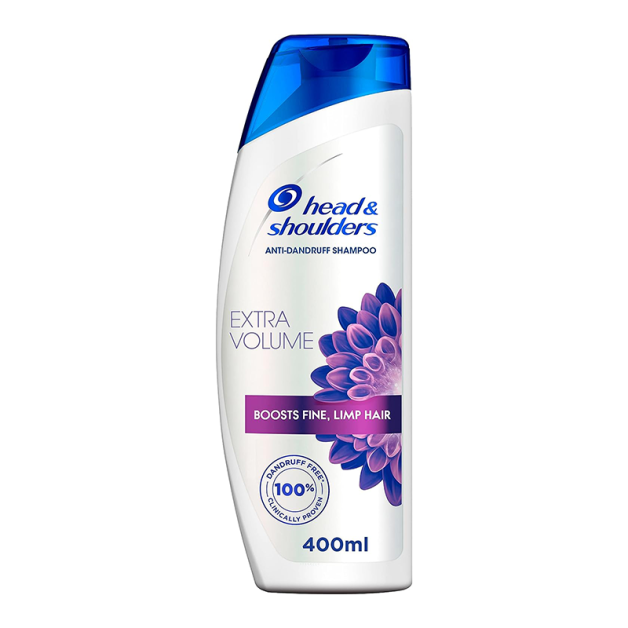 head &
shoulders
ANTI-DANDRUFF SHAMPOO
EXTRA
VOLUME
BOOSTS FINE, LIMP HAIR
DANDRUFF FREE*
100%
CLINICALLY PROVEN
400ml